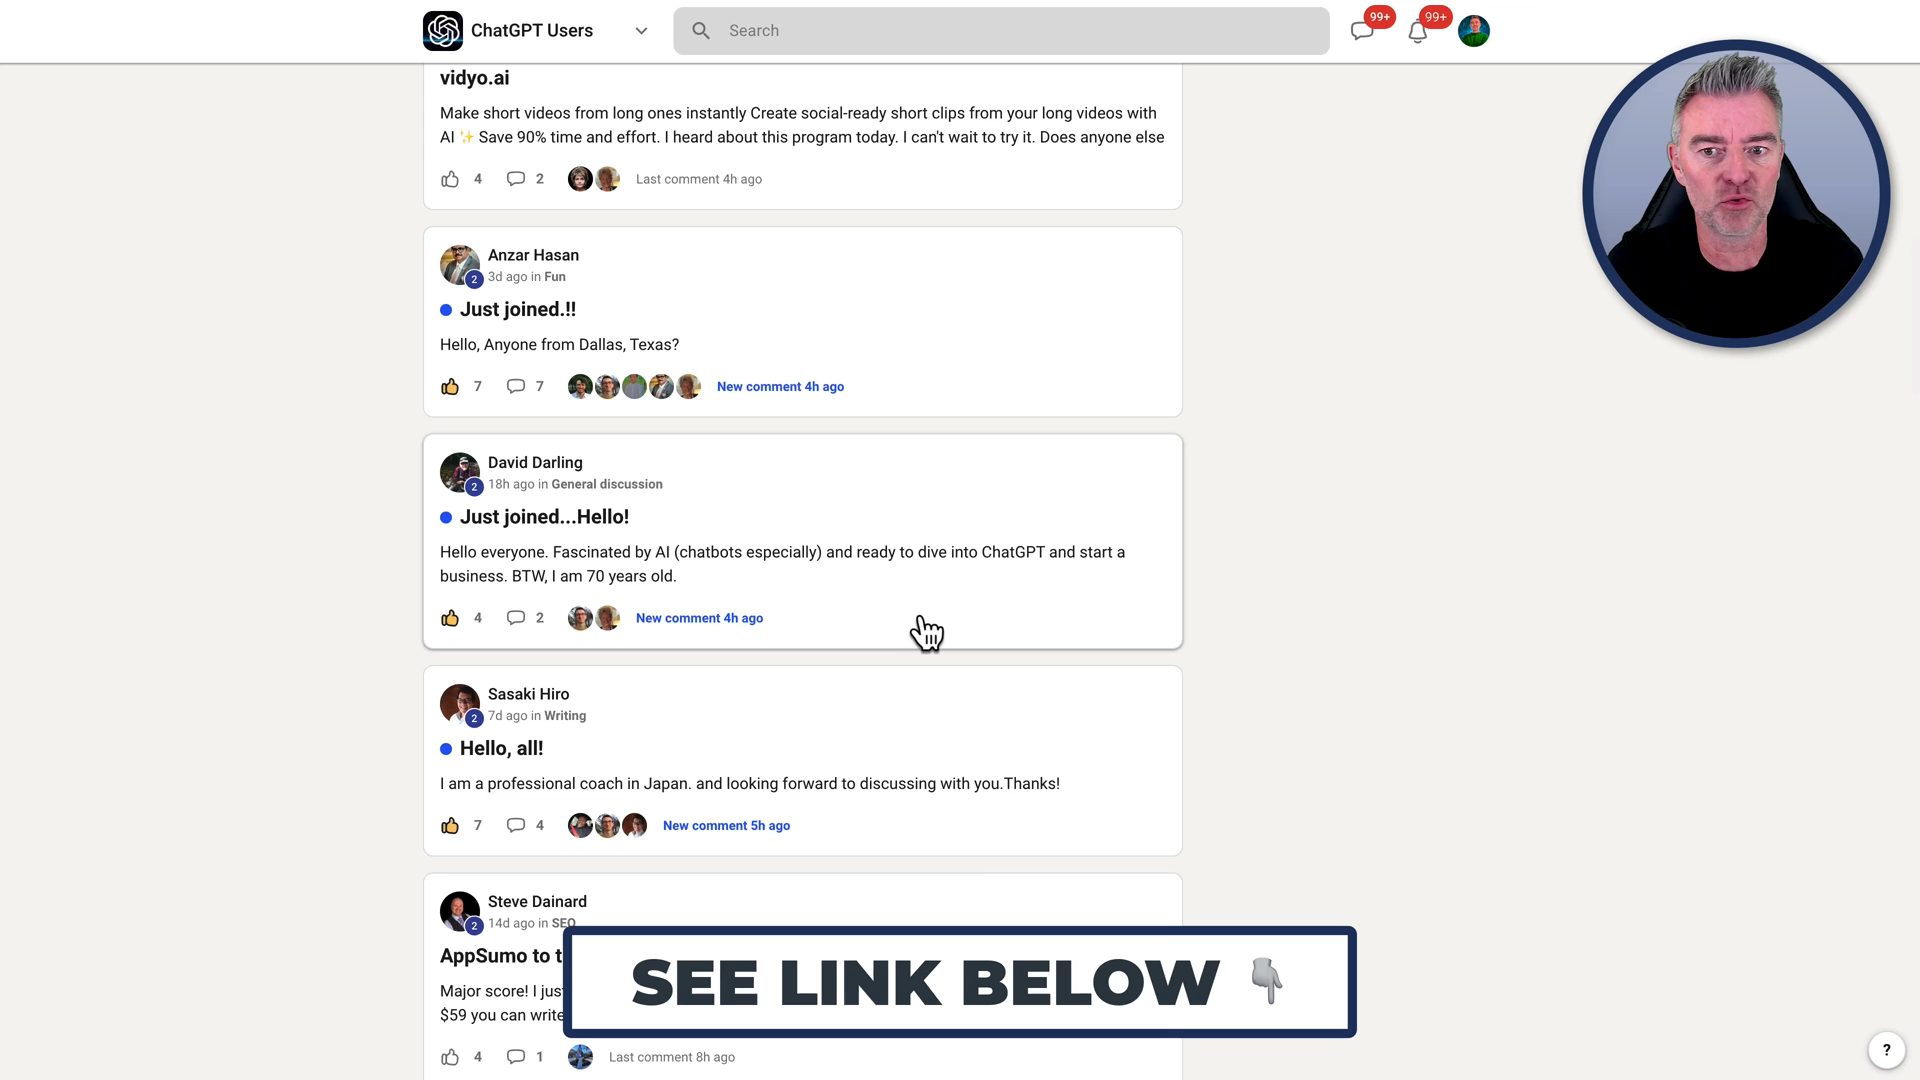 ChatGPT Users
Search
99+
99+
vidyo.ai
Make short videos from long ones instantly Create social-ready short clips from your long videos with
AI ✨ Save 90% time and effort. I heard about this program today. I can't wait to try it. Does anyone else
4
2
Last comment 4h ago
Anzar Hasan
2
3d ago in Fun
Just joined.!!
Hello, Anyone from Dallas, Texas?
7
7
New comment 4h ago
David Darling
2
18h ago in General discussion
Just joined...Hello!
Hello everyone. Fascinated by AI (chatbots especially) and ready to dive into ChatGPT and start a
business. BTW, I am 70 years old.
4
2
New comment 4h ago
Sasaki Hiro
2
7d ago in Writing
Hello, all!
I am a professional coach in Japan. and looking forward to discussing with you.Thanks!
7
4
New comment 5h ago
Steve Dainard
2
14d ago in SEO
AppSumo to t
Major score! I jus
$59 you can write
SEE LINK BELOW 👇
4
1
Last comment 8h ago
?